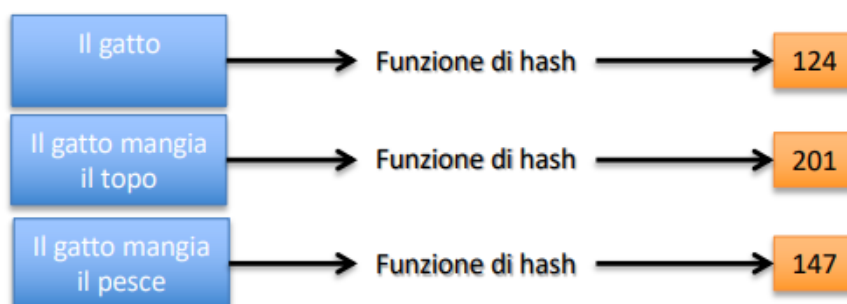 Il gatto
Funzione di hash
124
Il gatto mangia
il topo
Funzione di hash
201
Il gatto mangia
il pesce
Funzione di hash
147